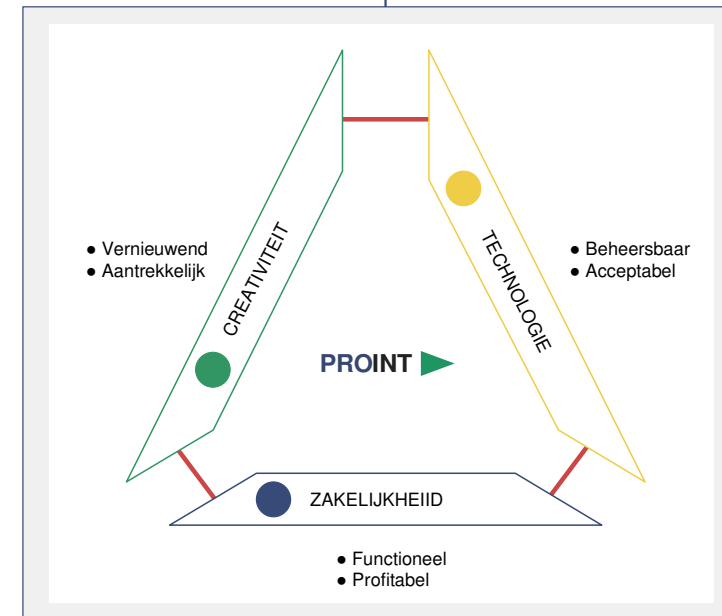 CREATIVITEIT
TECHNOLOGIE
● Vernieuwend
● Aantrekkelijk
● Beheersbaar
● Acceptabel
PROINT
ZAKELIJKHEIID
● Functioneel
● Profitabel